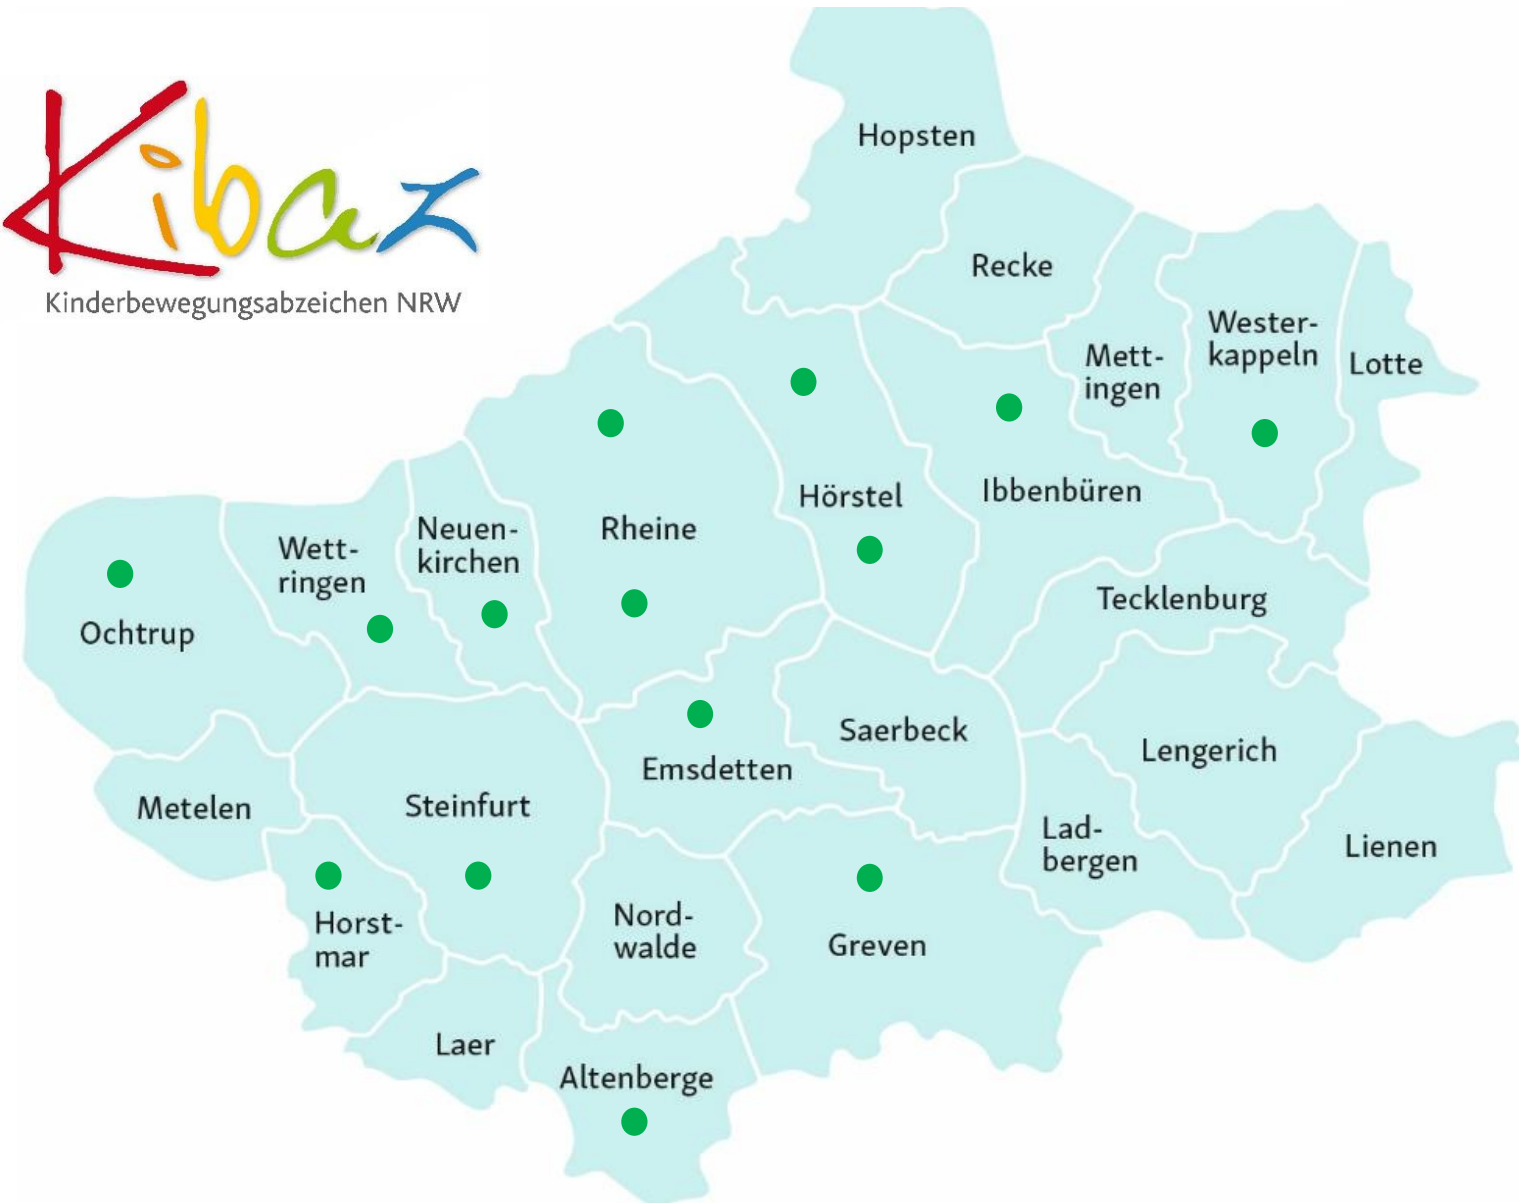 Kibaz
Kinderbewegungsabzeichen NRW
Hopsten
Recke
Wester-
kappeln
Mett-
ingen
Lotte
Hörstel
Ibbenbüren
Rheine
Neuen-
kirchen
Wett-
ringen
Ochtrup
Tecklenburg
Saerbeck
Lengerich
Emsdetten
Metelen
Steinfurt
Lad-
bergen
Lienen
Horst-
mar
Nord-
walde
Greven
Laer
Altenberge